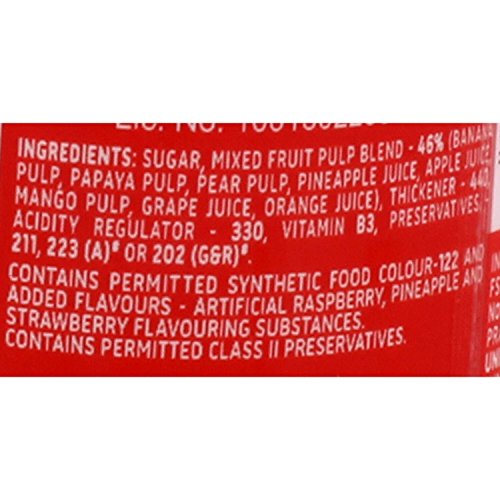 INGREDIENTS: SUGAR, MIXED FRUIT PULP BLEND - 46% (BANANA
PULP, PAPAYA PULP, PEAR PULP, PINEAPPLE JUICE, APPLE JUICE
MANGO PULP, GRAPE JUICE, ORANGE JUICE), THICKENER - 440,
ACIDITY REGULATOR - 330, VITAMIN B3, PRESERVATIVES
211, 223 (A)# OR 202 (G&R)#.
CONTAINS PERMITTED SYNTHETIC FOOD COLOUR-122 AND
ADDED FLAVOURS - ARTIFICIAL RASPBERRY, PINEAPPLE AND
STRAWBERRY FLAVOURING SUBSTANCES.
CONTAINS PERMITTED CLASS II PRESERVATIVES.